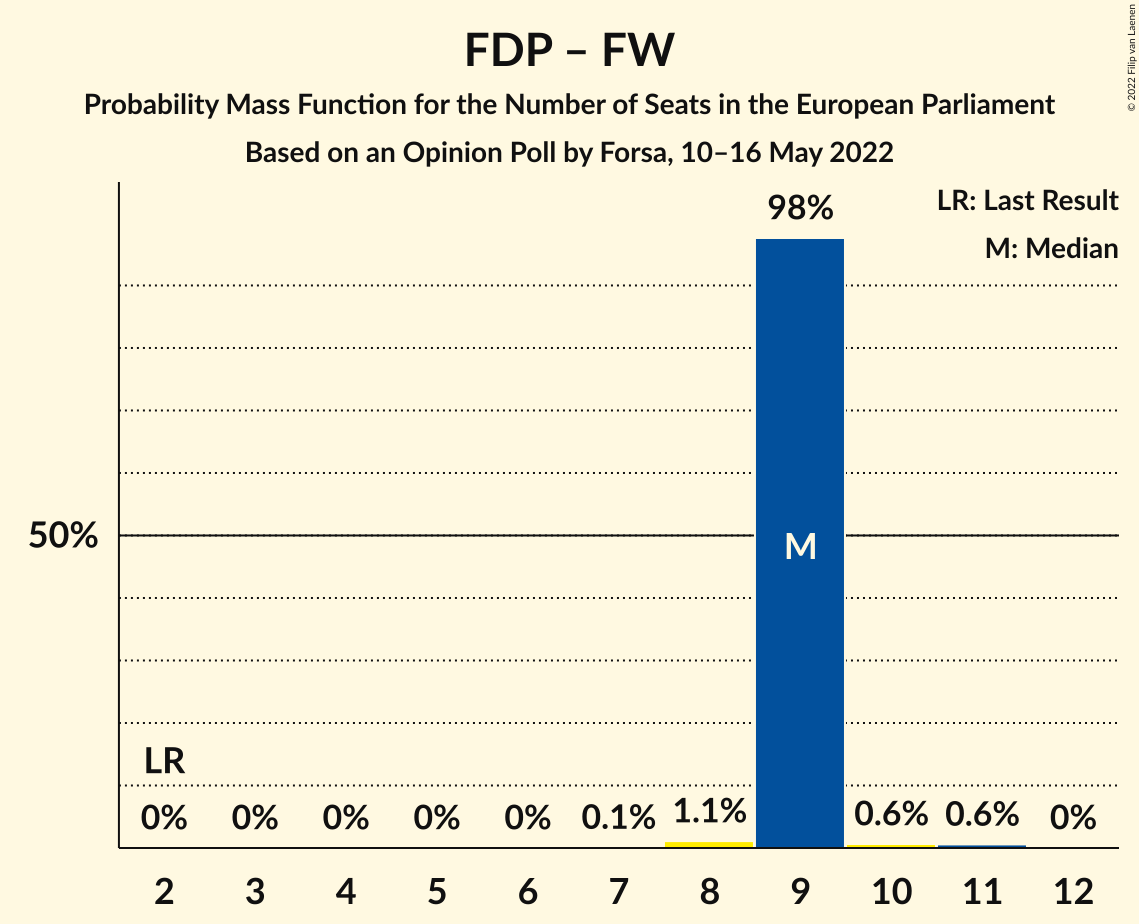 FDP – FW
Probability Mass Function for the Number of Seats in the European Parliament
Based on an Opinion Poll by Forsa, 10–16 May 2022
© 2022 Filip van Laenen
LR: Last Result
M: Median
98%
50%
M
LR
0% 0% 0% 0% 0% 0.1% 1.1% 0.6% 0.6% 0%
2 3 4 5 6 7 8 9 10 11 12